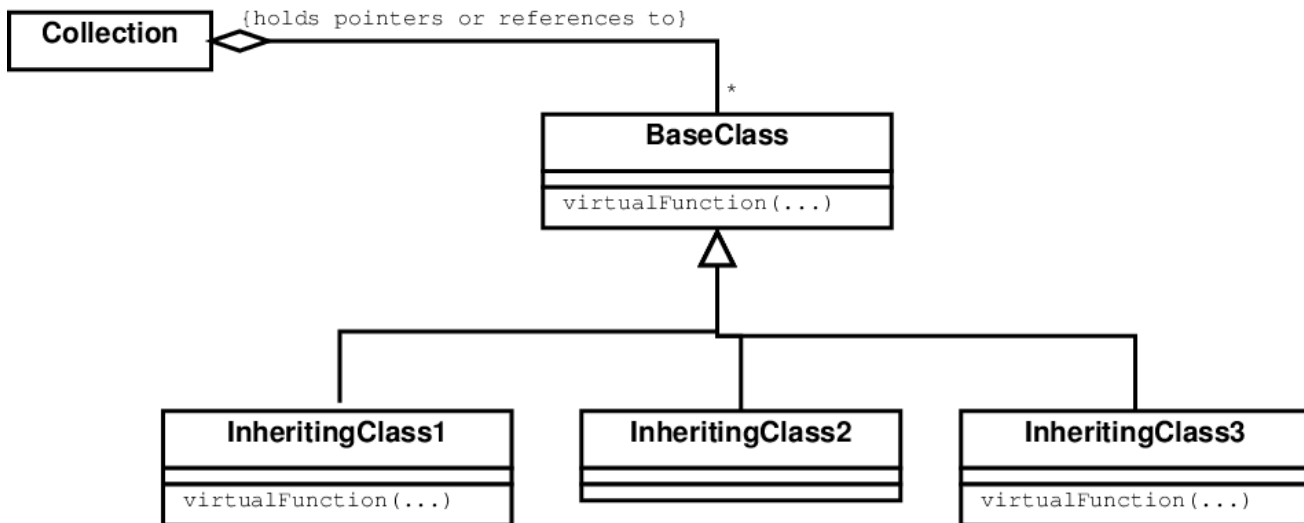 {holds pointers or references to}
Collection
*
BaseClass
virtualFunction(...)
InheritingClass1
InheritingClass2
InheritingClass3
virtualFunction(...)
virtualFunction(...)